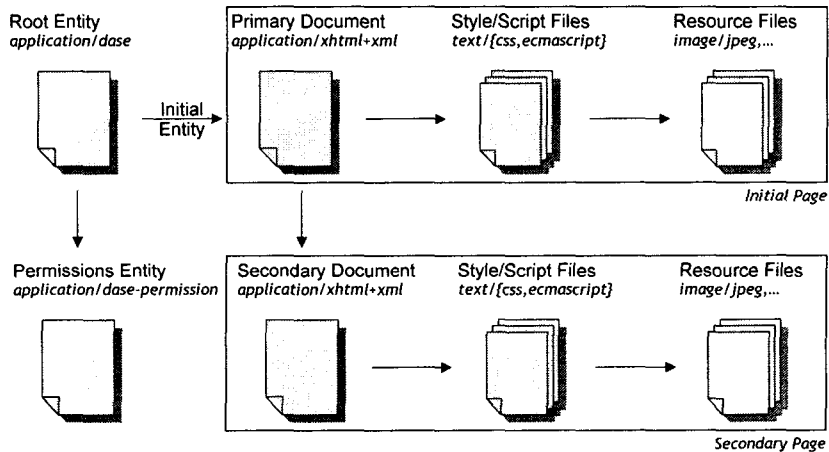 Root Entity
application/dase
Primary Document
application/xhtml+xml
Style/Script Files
text/{css,ecmascript}
Resource Files
image/jpeg,...
Initial
Entity
Initial Page
Permissions Entity
application/dase-permission
Secondary Document
application/xhtml+xml
Style/Script Files
text/{css,ecmascript}
Resource Files
image/jpeg,...
Secondary Page